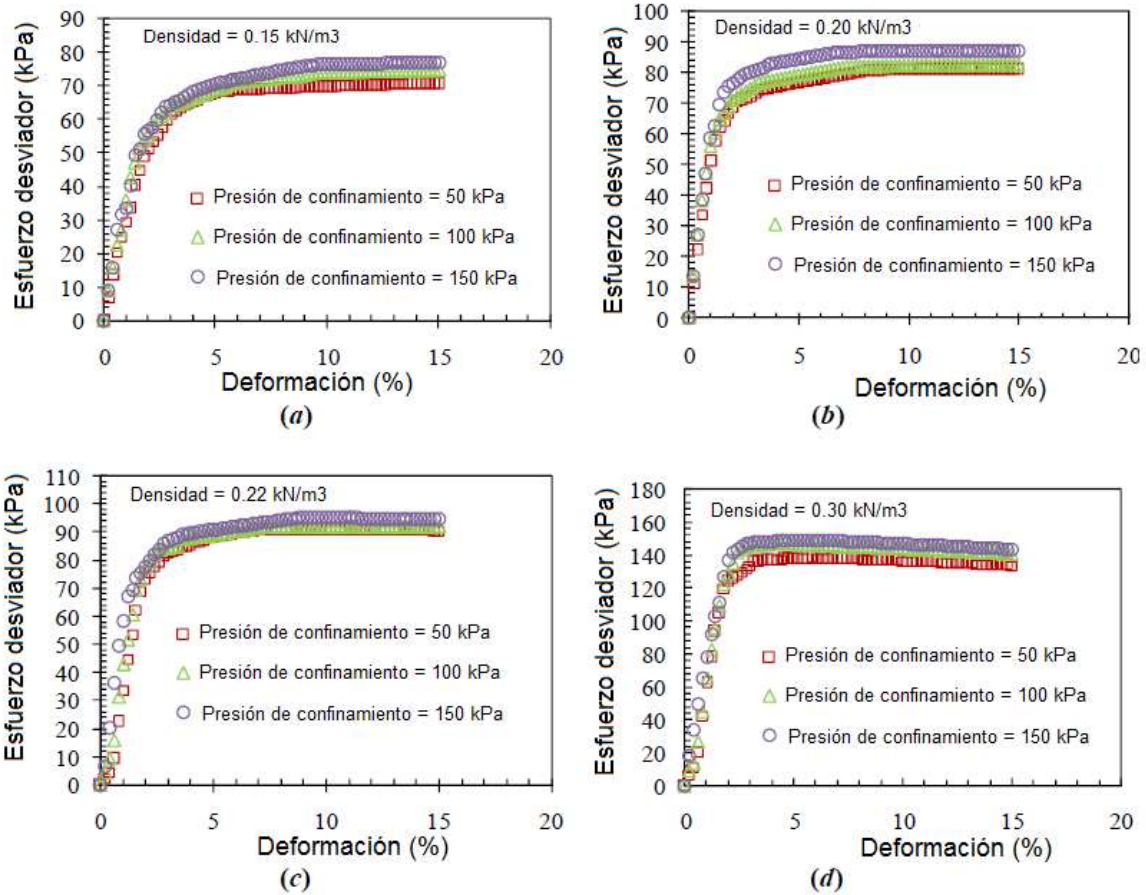 Esfuerzo desviador (kPa)
90
80
70
60
50
40
30
20
10
0
Densidad = 0.15 kN/m3
Presión de confinamiento = 50 kPa
Presión de confinamiento = 100 kPa
Presión de confinamiento = 150 kPa
0 5 10 15 20
Deformación (%)
(a)
Esfuerzo desviador (kPa)
100
90
80
70
60
50
40
30
20
10
0
Densidad = 0.20 kN/m3
Presión de confinamiento = 50 kPa
Presión de confinamiento = 100 kPa
Presión de confinamiento = 150 kPa
0 5 10 15 20
Deformación (%)
(b)
Esfuerzo desviador (kPa)
110
100
90
80
70
60
50
40
30
20
10
0
Densidad = 0.22 kN/m3
Presión de confinamiento = 50 kPa
Presión de confinamiento = 100 kPa
Presión de confinamiento = 150 kPa
0 5 10 15 20
Deformación (%)
(c)
Esfuerzo desviador (kPa)
180
160
140
120
100
80
60
40
20
0
Densidad = 0.30 kN/m3
Presión de confinamiento = 50 kPa
Presión de confinamiento = 100 kPa
Presión de confinamiento = 150 kPa
0 5 10 15 20
Deformación (%)
(d)